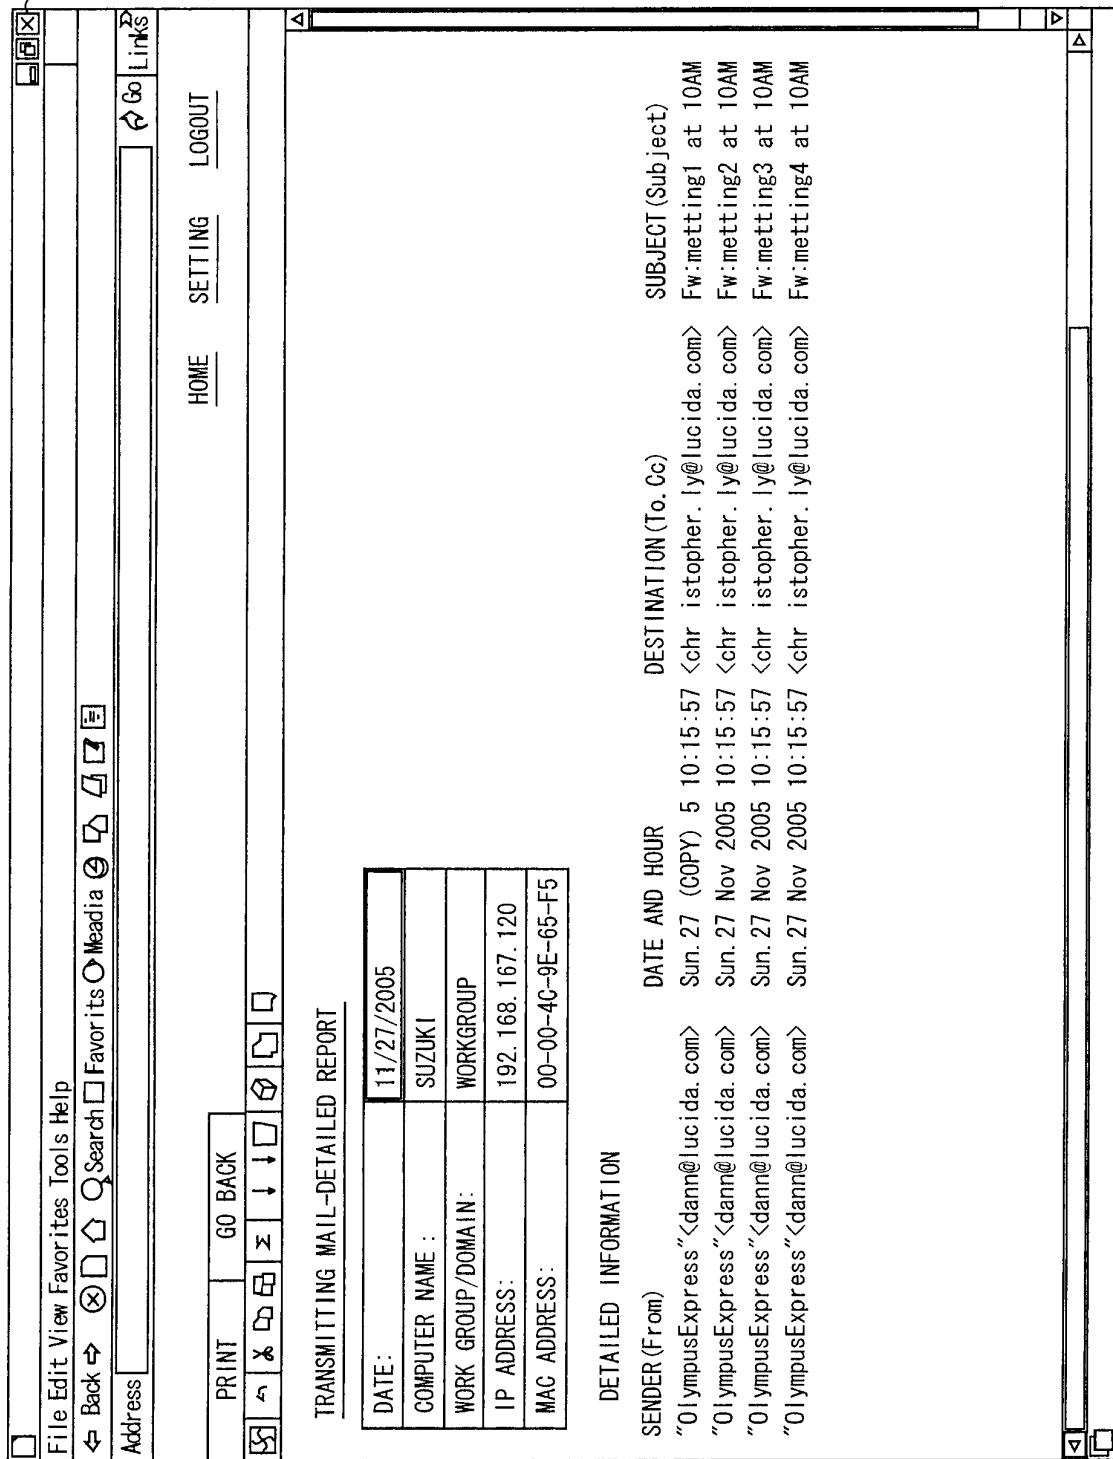 File Edit View Favorites Tools Help
Back Search Favorits Meadia
Address Go Links
HOME SETTING LOGOUT
PRINT GO BACK
TRANSMITTING MAIL-DETAILED REPORT
DATE: 11/27/2005
COMPUTER NAME: SUZUKI
WORK GROUP/DOMAIN: WORKGROUP
IP ADDRESS: 192.168.167.120
MAC ADDRESS: 00-00-4C-9E-65-F5
DETAILED INFORMATION
SENDER(From) DATE AND HOUR DESTINATION(To.Cc) SUBJECT(Subject)
"OlympusExpress"<dann@lucida.com> Sun.27 (COPY) 5 10:15:57 <chr istopher.ly@lucida.com> Fw:metting1 at 10AM
"OlympusExpress"<dann@lucida.com> Sun.27 Nov 2005 10:15:57 <chr istopher.ly@lucida.com> Fw:metting2 at 10AM
"OlympusExpress"<dann@lucida.com> Sun.27 Nov 2005 10:15:57 <chr istopher.ly@lucida.com> Fw:metting3 at 10AM
"OlympusExpress"<dann@lucida.com> Sun.27 Nov 2005 10:15:57 <chr istopher.ly@lucida.com> Fw:metting4 at 10AM